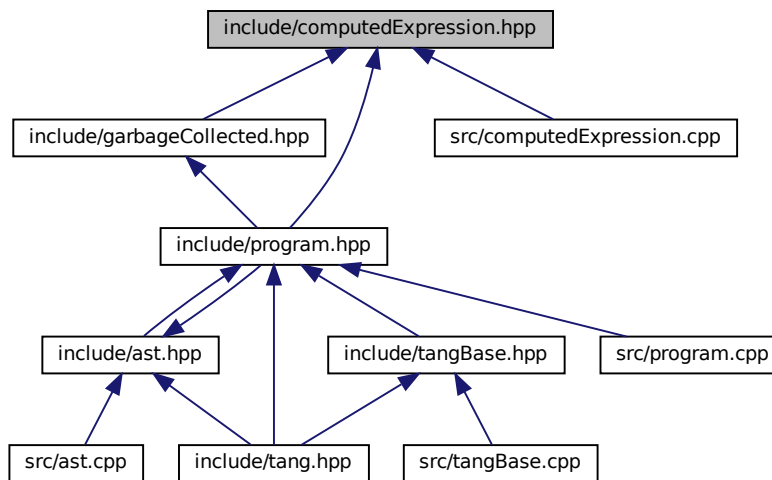 include/computedExpression.hpp
include/garbageCollected.hpp
src/computedExpression.cpp
include/program.hpp
include/ast.hpp
include/tangBase.hpp
src/program.cpp
src/ast.cpp
include/tang.hpp
src/tangBase.cpp